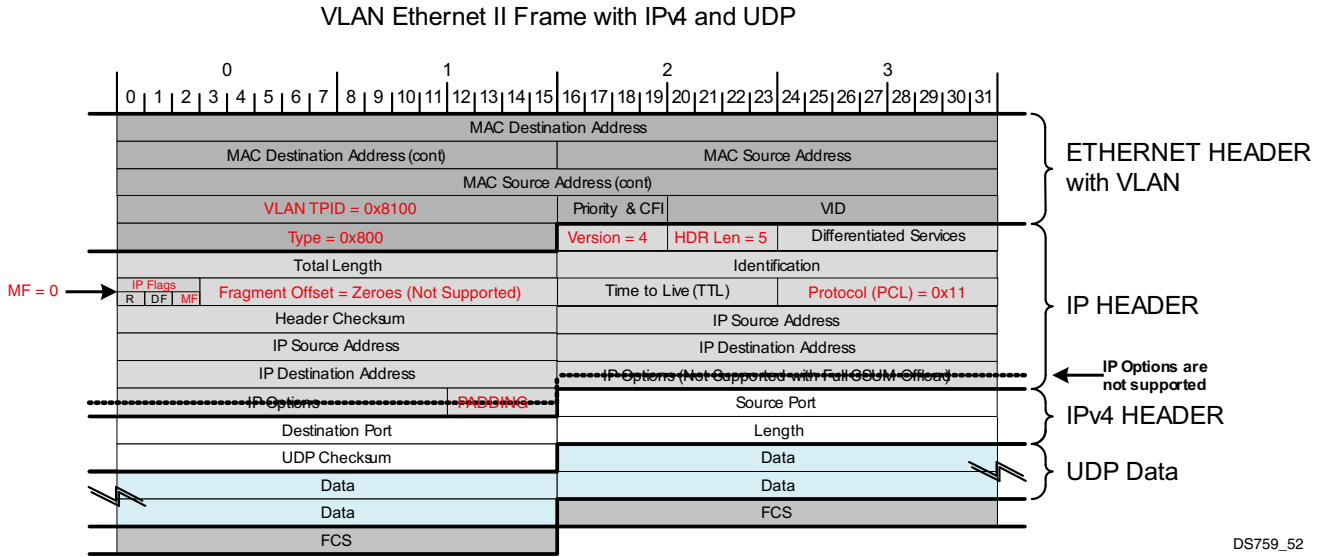 VLAN Ethernet II Frame with IPv4 and UDP
0 1 2 3
0 1 2 3 4 5 6 7 8 9 10 11 12 13 14 15 16 17 18 19 20 21 22 23 24 25 26 27 28 29 30 31
MAC Destination Address
MAC Destination Address (cont) MAC Source Address
MAC Source Address (cont)
VLAN TPID = 0x8100 Priority & CFI VID
ETHERNET HEADER
with VLAN
Type = 0x800 Version = 4 HDR Len = 5 Differentiated Services
Total Length Identification
MF = 0 IP Flags
R DF MF Fragment Offset = Zeroes (Not Supported) Time to Live (TTL) Protocol (PCL) = 0x11
IP HEADER
Header Checksum IP Source Address
IP Source Address IP Destination Address
IP Destination Address IP Options (Not Supported with Full CSUM Offload)
IP Options are
not supported
IP Options PADDING Source Port
IPv4 HEADER
Destination Port Length
UDP Checksum Data
UDP Data
Data Data
Data FCS
FCS
DS759_52